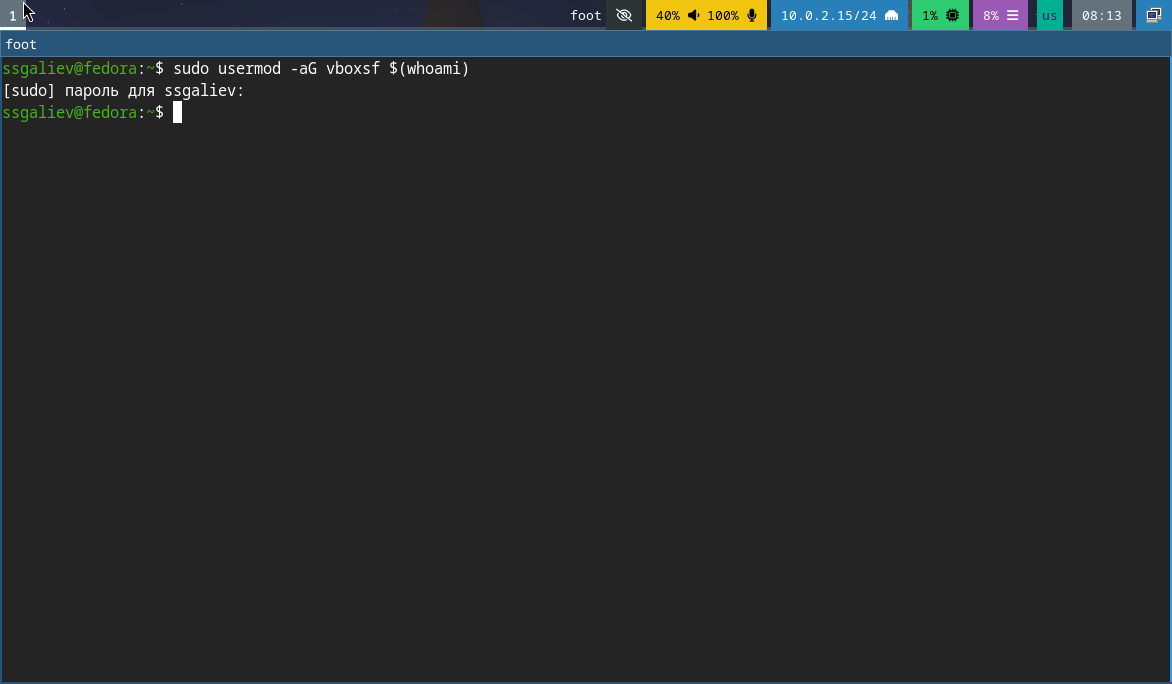 1 foot 40% 100% 10.0.2.15/24 1% 8% us 08:13
foot
ssgaliev@fedora:~$ sudo usermod -aG vboxsf $(whoami)
[sudo] пароль для ssgaliev:
ssgaliev@fedora:~$